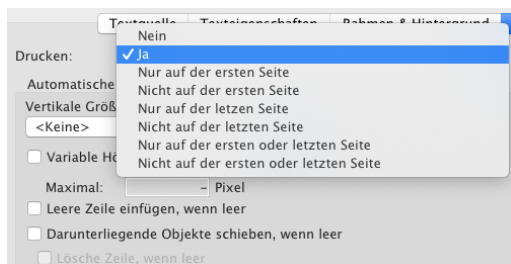 Textquelle Texteigenschaften Rahmen & Hintergrund
Nein
Drucken:
✓ Ja
Nur auf der ersten Seite
Automatische
Nicht auf der ersten Seite
Vertikale Größ
Nur auf der letzen Seite
<Keine>
Nicht auf der letzten Seite
Nur auf der ersten oder letzten Seite
Variable Hö
Nicht auf der ersten oder letzten Seite
Maximal: – Pixel
Leere Zeile einfügen, wenn leer
Darunterliegende Objekte schieben, wenn leer
Lösche Zeile, wenn leer